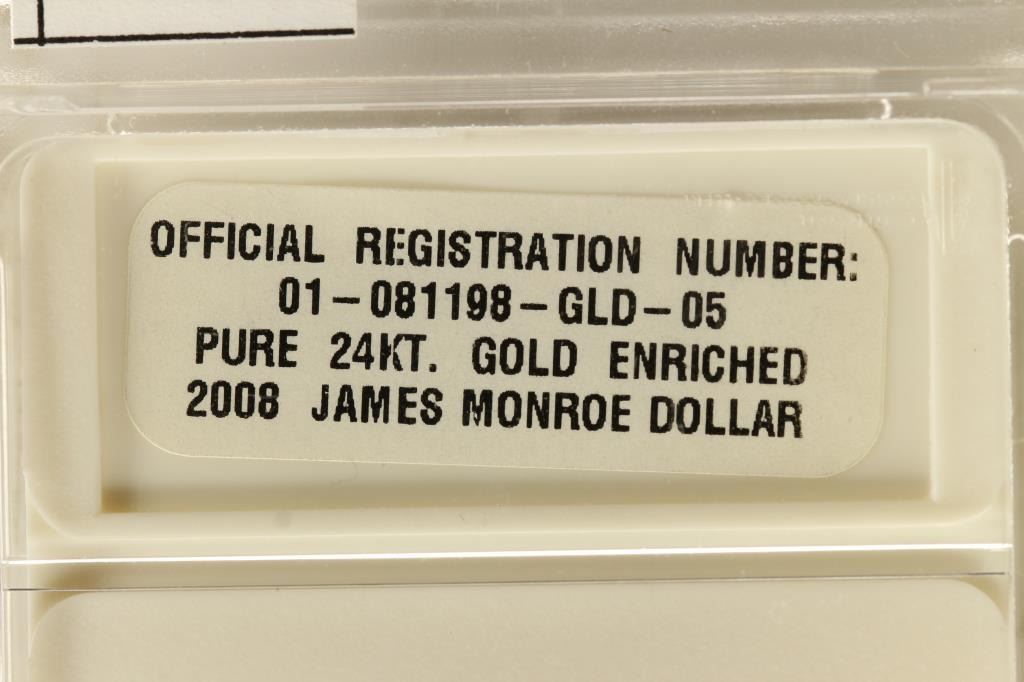 OFFICIAL REGISTRATION NUMBER:
01-081198-GLD-05
PURE 24KT. GOLD ENRICHED
2008 JAMES MONROE DOLLAR